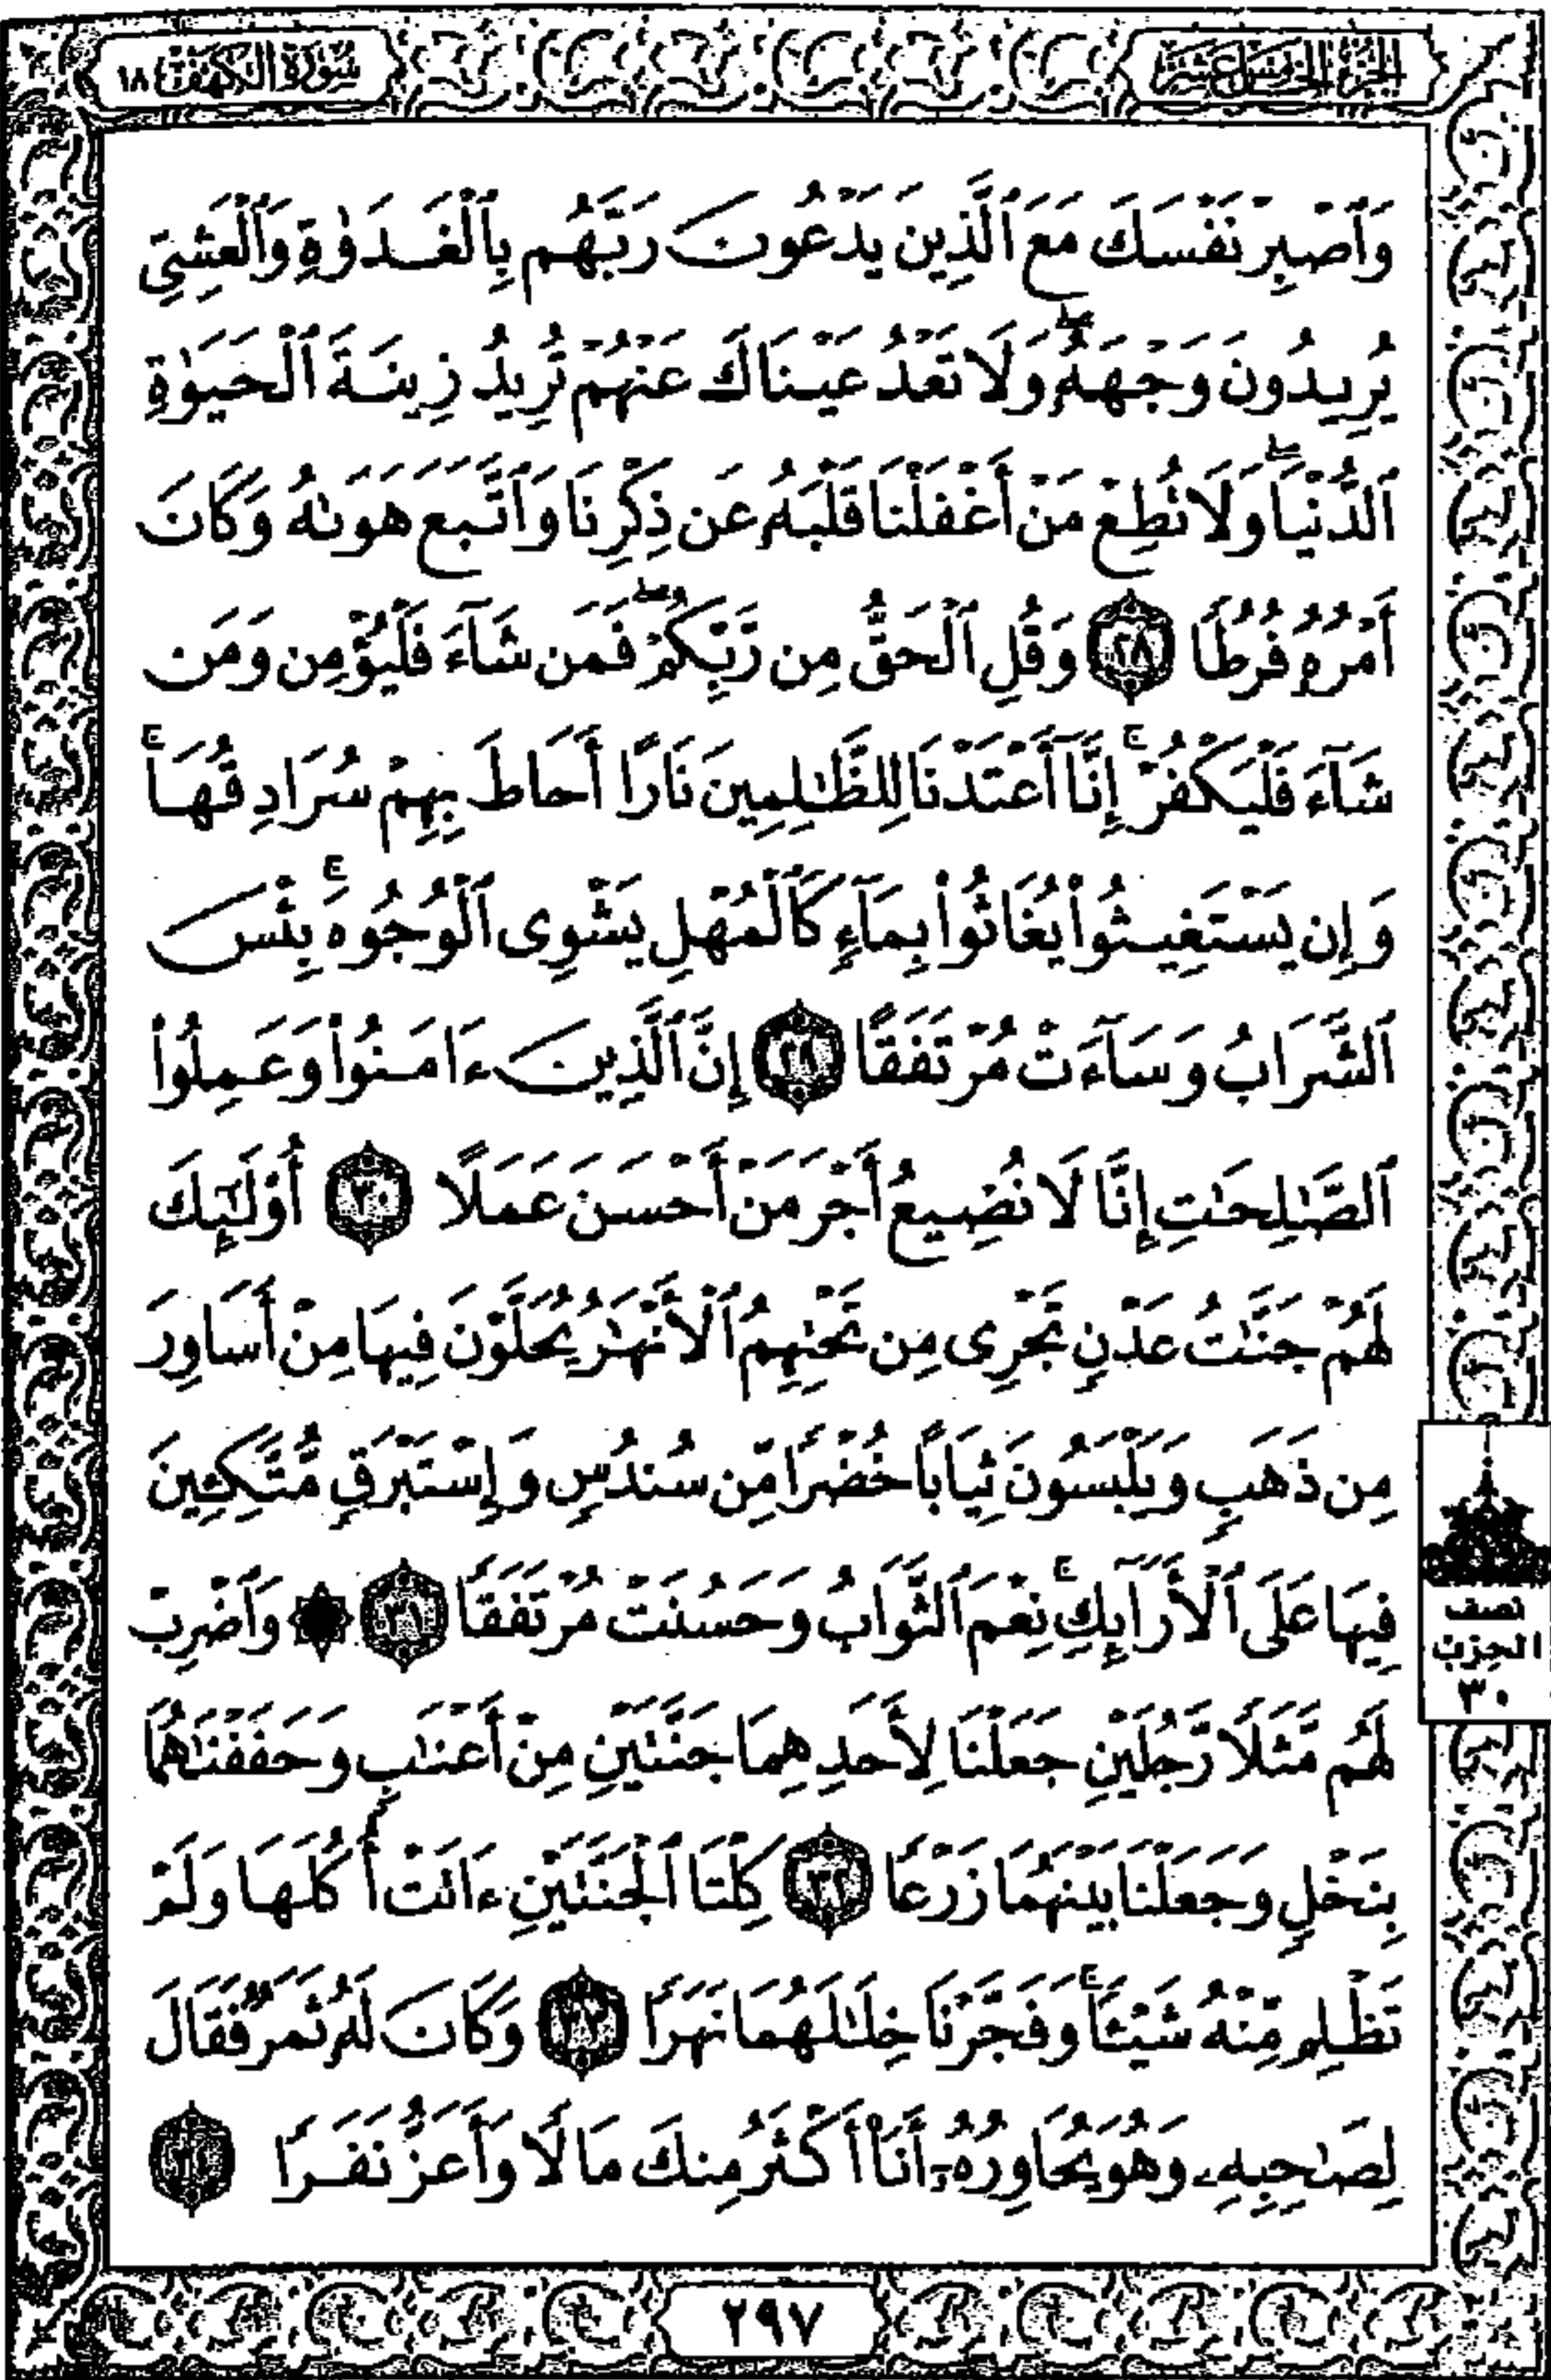 الجزء الخامس عشر
سورة الكهف ١٨
وَٱصْبِرْ نَفْسَكَ مَعَ ٱلَّذِينَ يَدْعُونَ رَبَّهُم بِٱلْغَدَوٰةِ وَٱلْعَشِىِّ
يُرِيدُونَ وَجْهَهُۥ ۖ وَلَا تَعْدُ عَيْنَاكَ عَنْهُمْ تُرِيدُ زِينَةَ ٱلْحَيَوٰةِ
ٱلدُّنْيَا ۖ وَلَا تُطِعْ مَنْ أَغْفَلْنَا قَلْبَهُۥ عَن ذِكْرِنَا وَٱتَّبَعَ هَوَىٰهُ وَكَانَ
أَمْرُهُۥ فُرُطًا ٢٨ وَقُلِ ٱلْحَقُّ مِن رَّبِّكُمْ ۖ فَمَن شَآءَ فَلْيُؤْمِن وَمَن
شَآءَ فَلْيَكْفُرْ ۚ إِنَّآ أَعْتَدْنَا لِلظَّٰلِمِينَ نَارًا أَحَاطَ بِهِمْ سُرَادِقُهَا ۚ
وَإِن يَسْتَغِيثُوا۟ يُغَاثُوا۟ بِمَآءٍ كَٱلْمُهْلِ يَشْوِى ٱلْوُجُوهَ ۚ بِئْسَ
ٱلشَّرَابُ وَسَآءَتْ مُرْتَفَقًا ٢٩ إِنَّ ٱلَّذِينَ ءَامَنُوا۟ وَعَمِلُوا۟
ٱلصَّٰلِحَٰتِ إِنَّا لَا نُضِيعُ أَجْرَ مَنْ أَحْسَنَ عَمَلًا ٣٠ أُو۟لَٰٓئِكَ
لَهُمْ جَنَّٰتُ عَدْنٍ تَجْرِى مِن تَحْتِهِمُ ٱلْأَنْهَٰرُ يُحَلَّوْنَ فِيهَا مِنْ أَسَاوِرَ
مِن ذَهَبٍ وَيَلْبَسُونَ ثِيَابًا خُضْرًا مِّن سُندُسٍ وَإِسْتَبْرَقٍ مُّتَّكِـِٔينَ
فِيهَا عَلَى ٱلْأَرَآئِكِ ۚ نِعْمَ ٱلثَّوَابُ وَحَسُنَتْ مُرْتَفَقًا ٣١ ۞ وَٱضْرِبْ
لَهُم مَّثَلًا رَّجُلَيْنِ جَعَلْنَا لِأَحَدِهِمَا جَنَّتَيْنِ مِنْ أَعْنَٰبٍ وَحَفَفْنَٰهُمَا
بِنَخْلٍ وَجَعَلْنَا بَيْنَهُمَا زَرْعًا ٣٢ كِلْتَا ٱلْجَنَّتَيْنِ ءَاتَتْ أُكُلَهَا وَلَمْ
تَظْلِم مِّنْهُ شَيْـًٔا ۚ وَفَجَّرْنَا خِلَٰلَهُمَا نَهَرًا ٣٣ وَكَانَ لَهُۥ ثَمَرٌ فَقَالَ
لِصَٰحِبِهِۦ وَهُوَ يُحَاوِرُهُۥٓ أَنَا۠ أَكْثَرُ مِنكَ مَالًا وَأَعَزُّ نَفَرًا ٣٤
نصف
الحزب
٣٠
٢٩٧